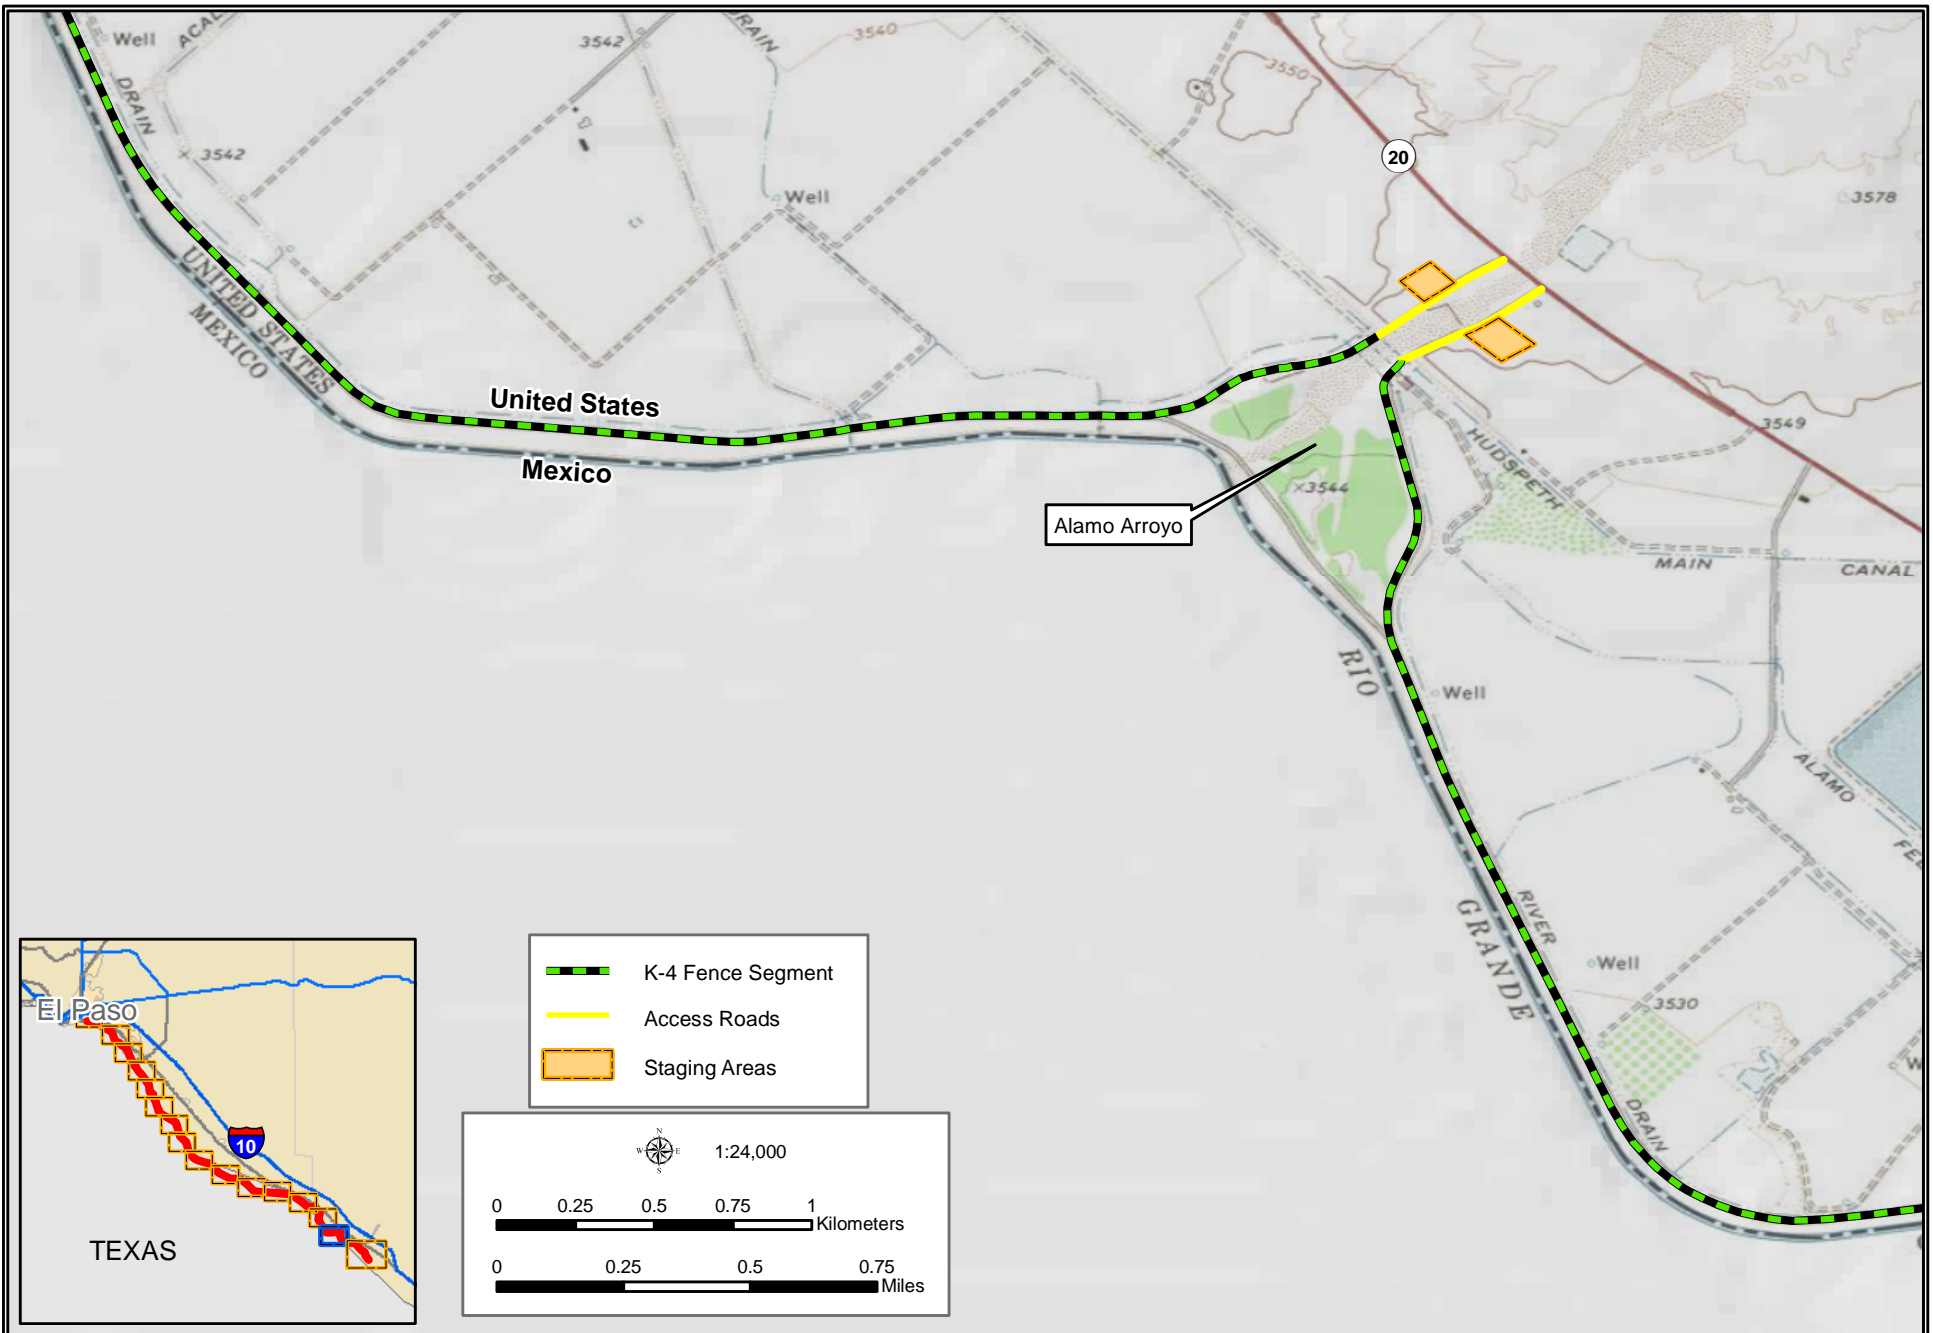 Well
ACAL
DRAIN
3542
3542
DRAIN
3540
Well
3550
20
3578
UNITED STATES
MEXICO
United States
Mexico
3549
HUDSPETH
×3544
Alamo Arroyo
MAIN
CANAL
RIO
Well
ALAMO
FEE
RIVER
GRANDE
Well
3530
W
DRAIN
El Paso
10
TEXAS
K-4 Fence Segment
Access Roads
Staging Areas
N
W E
S
1:24,000
0 0.25 0.5 0.75 1
Kilometers
0 0.25 0.5 0.75
Miles